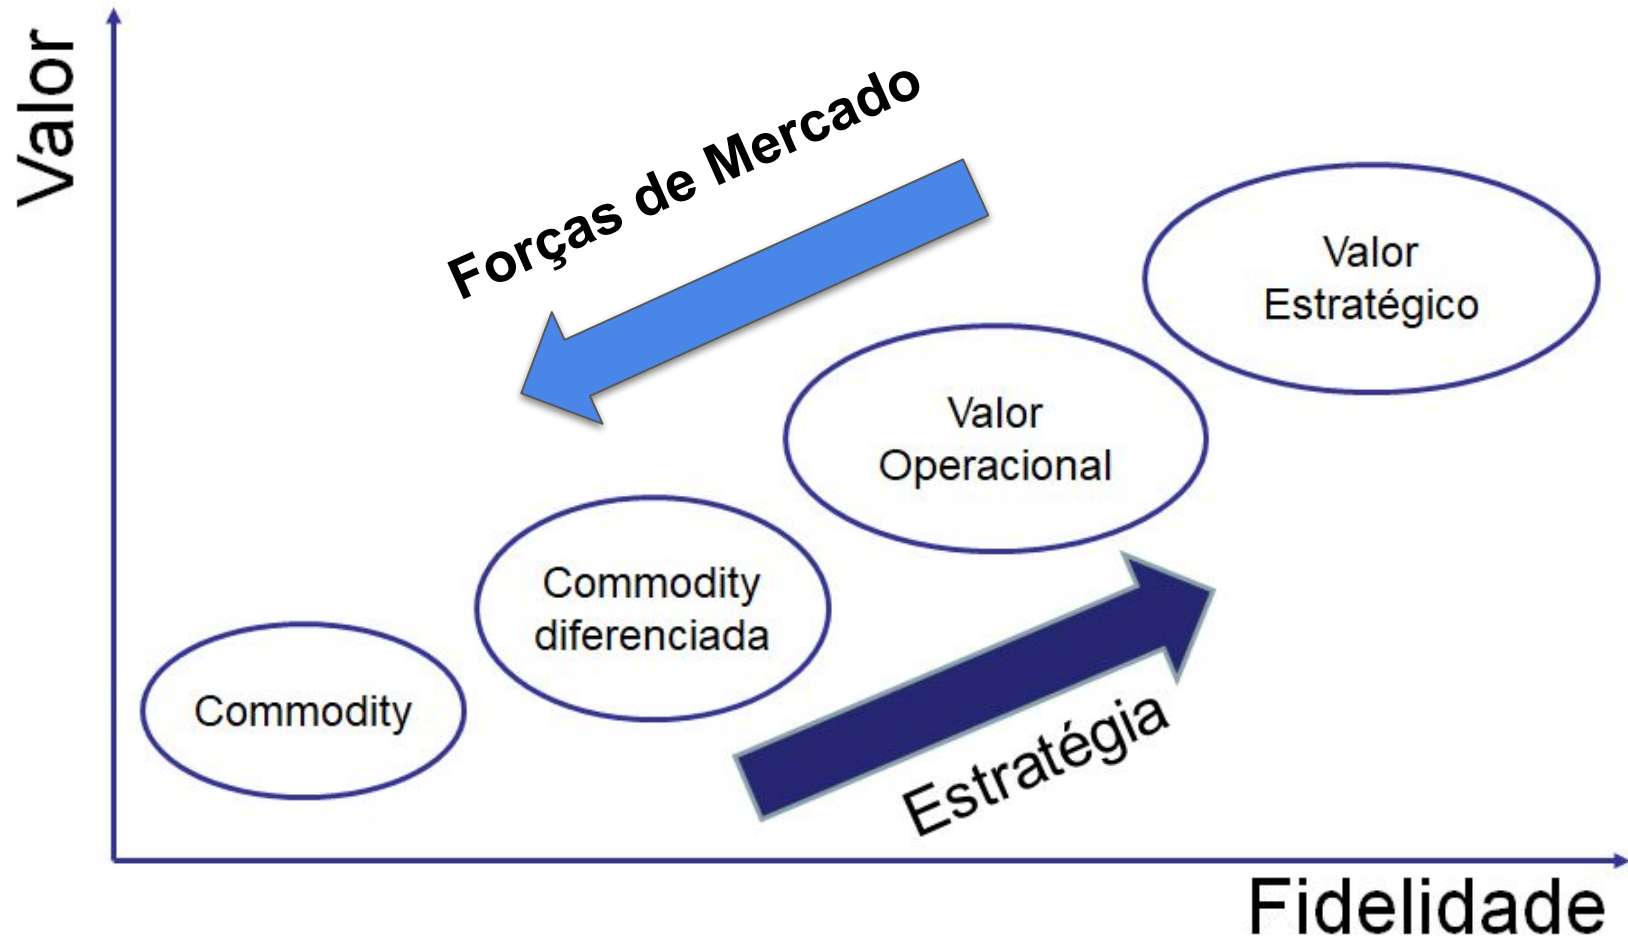 Valor
Forças de Mercado
Valor
Estratégico
Valor
Operacional
Commodity
diferenciada
Commodity
Estratégia
Fidelidade